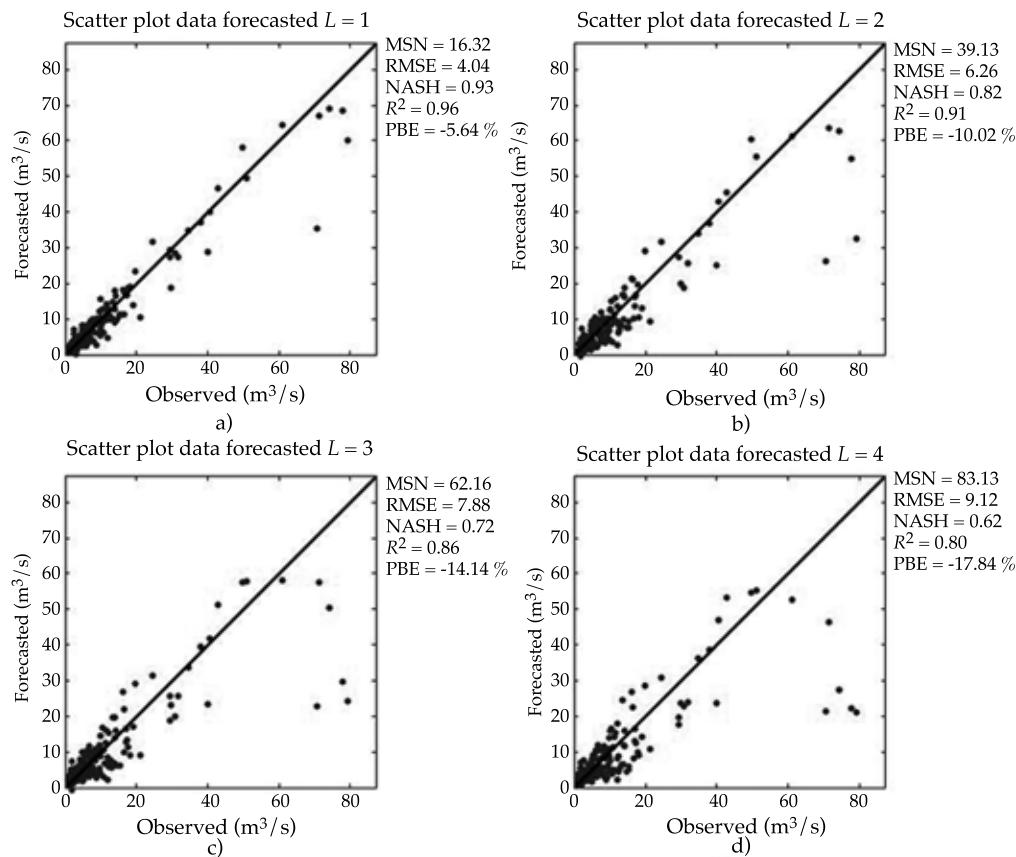 Scatter plot data forecasted L = 1
MSN = 16.32
RMSE = 4.04
NASH = 0.93
R² = 0.96
PBE = -5.64 %
Forecasted (m³/s)
80
70
60
50
40
30
20
10
0
0 20 40 60 80
Observed (m³/s)
a)
Scatter plot data forecasted L = 2
MSN = 39.13
RMSE = 6.26
NASH = 0.82
R² = 0.91
PBE = -10.02 %
Forecasted (m³/s)
80
70
60
50
40
30
20
10
0
0 20 40 60 80
Observed (m³/s)
b)
Scatter plot data forecasted L = 3
MSN = 62.16
RMSE = 7.88
NASH = 0.72
R² = 0.86
PBE = -14.14 %
Forecasted (m³/s)
80
70
60
50
40
30
20
10
0
0 20 40 60 80
Observed (m³/s)
c)
Scatter plot data forecasted L = 4
MSN = 83.13
RMSE = 9.12
NASH = 0.62
R² = 0.80
PBE = -17.84 %
Forecasted (m³/s)
80
70
60
50
40
30
20
10
0
0 20 40 60 80
Observed (m³/s)
d)